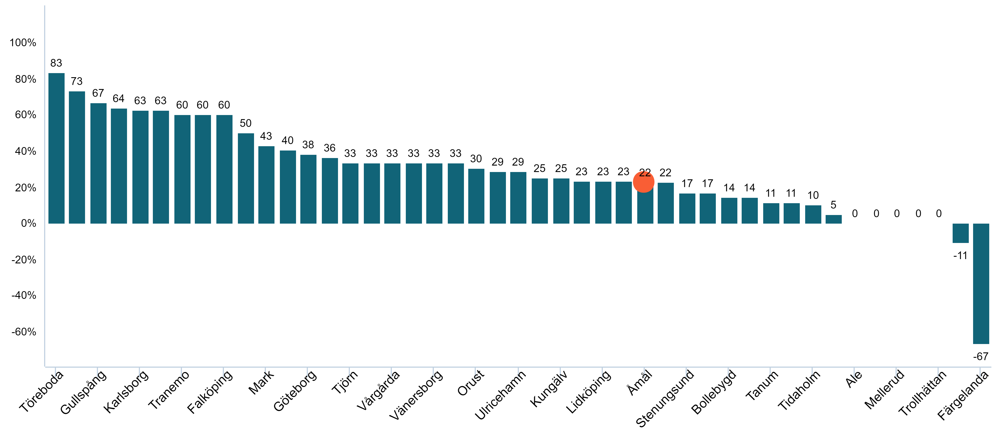 100%
80%
60%
40%
20%
0%
-20%
-40%
-60%
83
73
67
64
63
63
60
60
60
50
43
40
38
36
33
33
33
33
33
33
30
29
29
25
25
23
23
23
22
22
17
17
14
14
11
11
10
5
0
0
0
0
0
-11
-67
Töreboda
Gullspång
Karlsborg
Tranemo
Falköping
Mark
Göteborg
Tjörn
Vårgårda
Vänersborg
Orust
Ulricehamn
Kungälv
Lidköping
Åmål
Stenungsund
Bollebygd
Tanum
Tidaholm
Ale
Mellerud
Trollhättan
Färgelanda